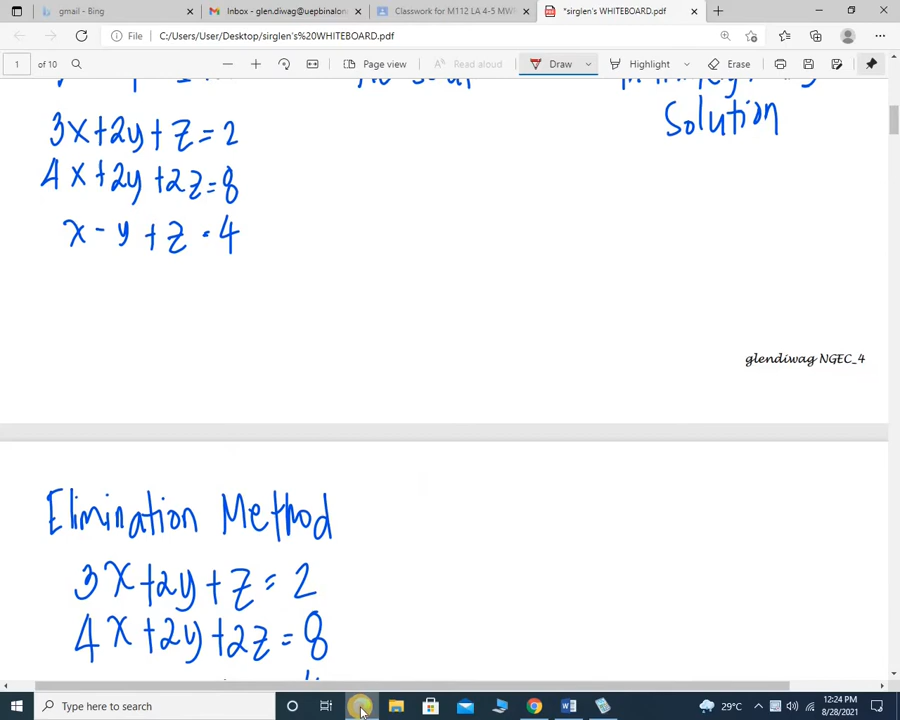 gmail - Bing
Inbox - glen.diwag@uepbinalonan
Classwork for M112 LA 4-5 MWF
*sirglen's WHITEBOARD.pdf
File
C:/Users/User/Desktop/sirglen's%20WHITEBOARD.pdf
1 of 10
Page view
Read aloud
Draw
Highlight
Erase
Solution
3x+2y+z=2
4x+2y+2z=8
x-y+z=4
glendiwag NGEC_4
Elimination Method
3x+2y+z=2
4x+2y+2z=8
Type here to search
29°C
12:24 PM
8/28/2021